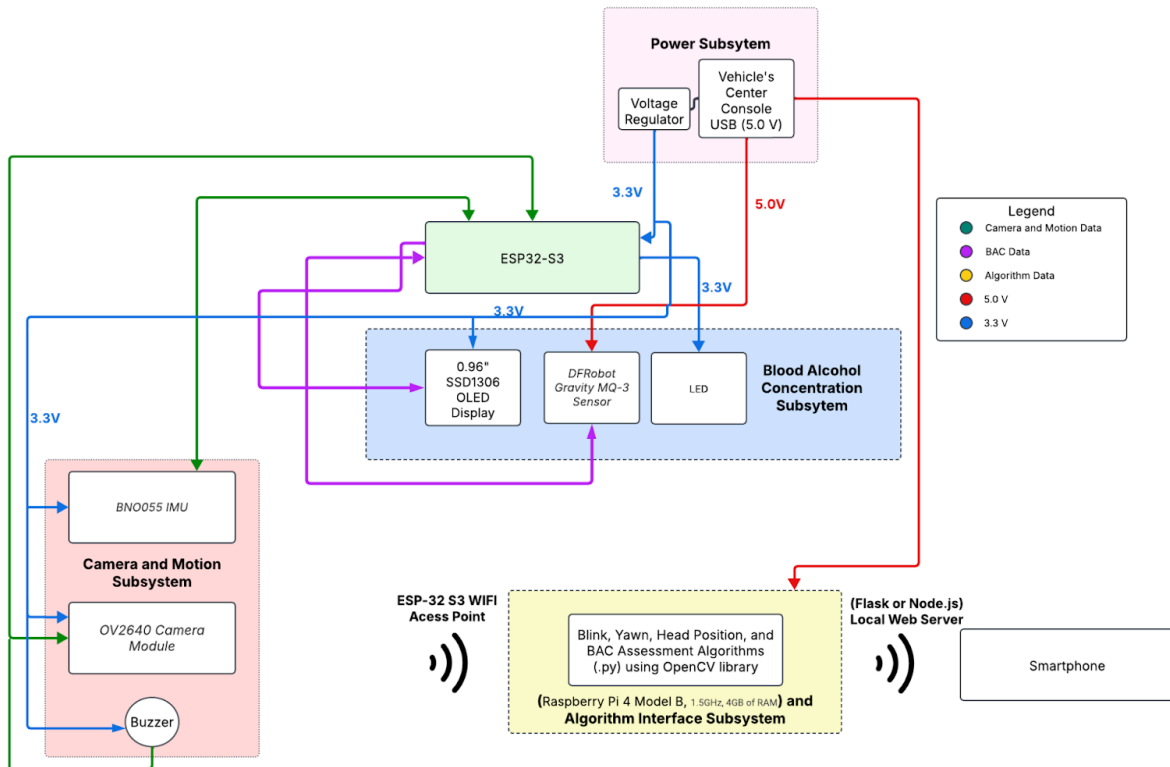 Power Subsytem
Voltage
Regulator
Vehicle's
Center
Console
USB (5.0 V)
3.3V
5.0V
ESP32-S3
3.3V
3.3V
3.3V
Legend
Camera and Motion Data
BAC Data
Algorithm Data
5.0 V
3.3 V
0.96"
SSD1306
OLED
Display
DFRobot
Gravity MQ-3
Sensor
LED
Blood Alcohol
Concentration
Subsytem
BNO055 IMU
Camera and Motion
Subsystem
OV2640 Camera
Module
Buzzer
ESP-32 S3 WIFI
Acess Point
Blink, Yawn, Head Position, and
BAC Assessment Algorithms
(.py) using OpenCV library
(Raspberry Pi 4 Model B, 1.5GHz, 4GB of RAM) and
Algorithm Interface Subsystem
(Flask or Node.js)
Local Web Server
Smartphone